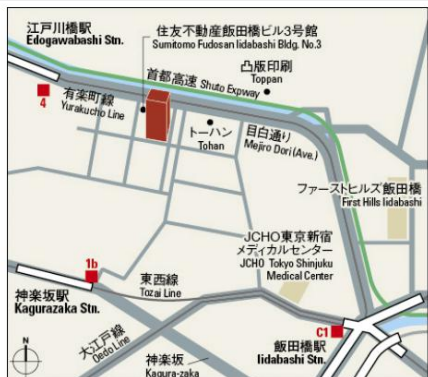 江戸川橋駅
Edogawabashi Stn.
住友不動産飯田橋ビル3号館
Sumitomo Fudosan Iidabashi Bldg. No.3
首都高速 Shuto Expway
凸版印刷
Toppan
4
有楽町線
Yurakucho Line
トーハン
Tohan
目白通り
Mejiro Dori (Ave.)
ファーストヒルズ飯田橋
First Hills Iidabashi
JCHO東京新宿
メディカルセンター
JCHO Tokyo Shinjuku
Medical Center
1b
東西線
Tozai Line
神楽坂駅
Kagurazaka Stn.
C1
大江戸線
Oedo Line
飯田橋駅
Iidabashi Stn.
神楽坂
Kagura-zaka
N